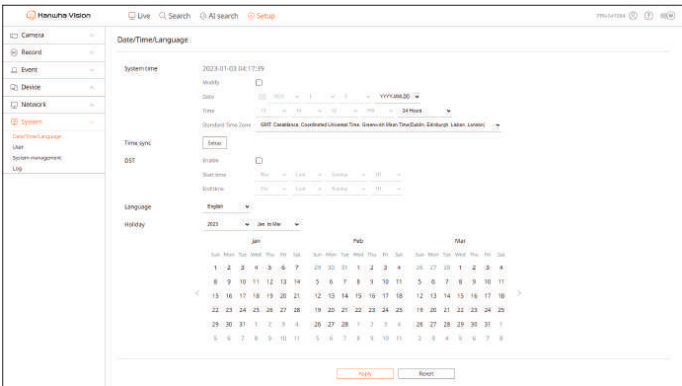 Hanwha Vision
Live Search AI search Setup
Camera
Record
Event
Device
Network
System
Date/Time/Language
User
System management
Log
Date/Time/Language
System time 2023-01-03 04:17:39
Modify
Date YYYY-MM-DD
Time 24 Hours
Standard Time Zone GMT Casablanca, Coordinated Universal Time, Greenwich Mean Time(Dublin, Edinburgh, Lisbon, London)
Time sync Setup
DST Enable
Start time
End time
Language English
Holiday 2023 Jan. to Mar.
Jan Feb Mar
Sun Mon Tue Wed Thu Fri Sat Sun Mon Tue Wed Thu Fri Sat Sun Mon Tue Wed Thu Fri Sat
1 2 3 4 5 6 7 29 30 31 1 2 3 4 26 27 28 1 2 3 4
8 9 10 11 12 13 14 5 6 7 8 9 10 11 5 6 7 8 9 10 11
15 16 17 18 19 20 21 12 13 14 15 16 17 18 12 13 14 15 16 17 18
22 23 24 25 26 27 28 19 20 21 22 23 24 25 19 20 21 22 23 24 25
29 30 31 1 2 3 4 26 27 28 1 2 3 4 26 27 28 29 30 31 1
5 6 7 8 9 10 11 5 6 7 8 9 10 11 2 3 4 5 6 7 8
Apply Revert